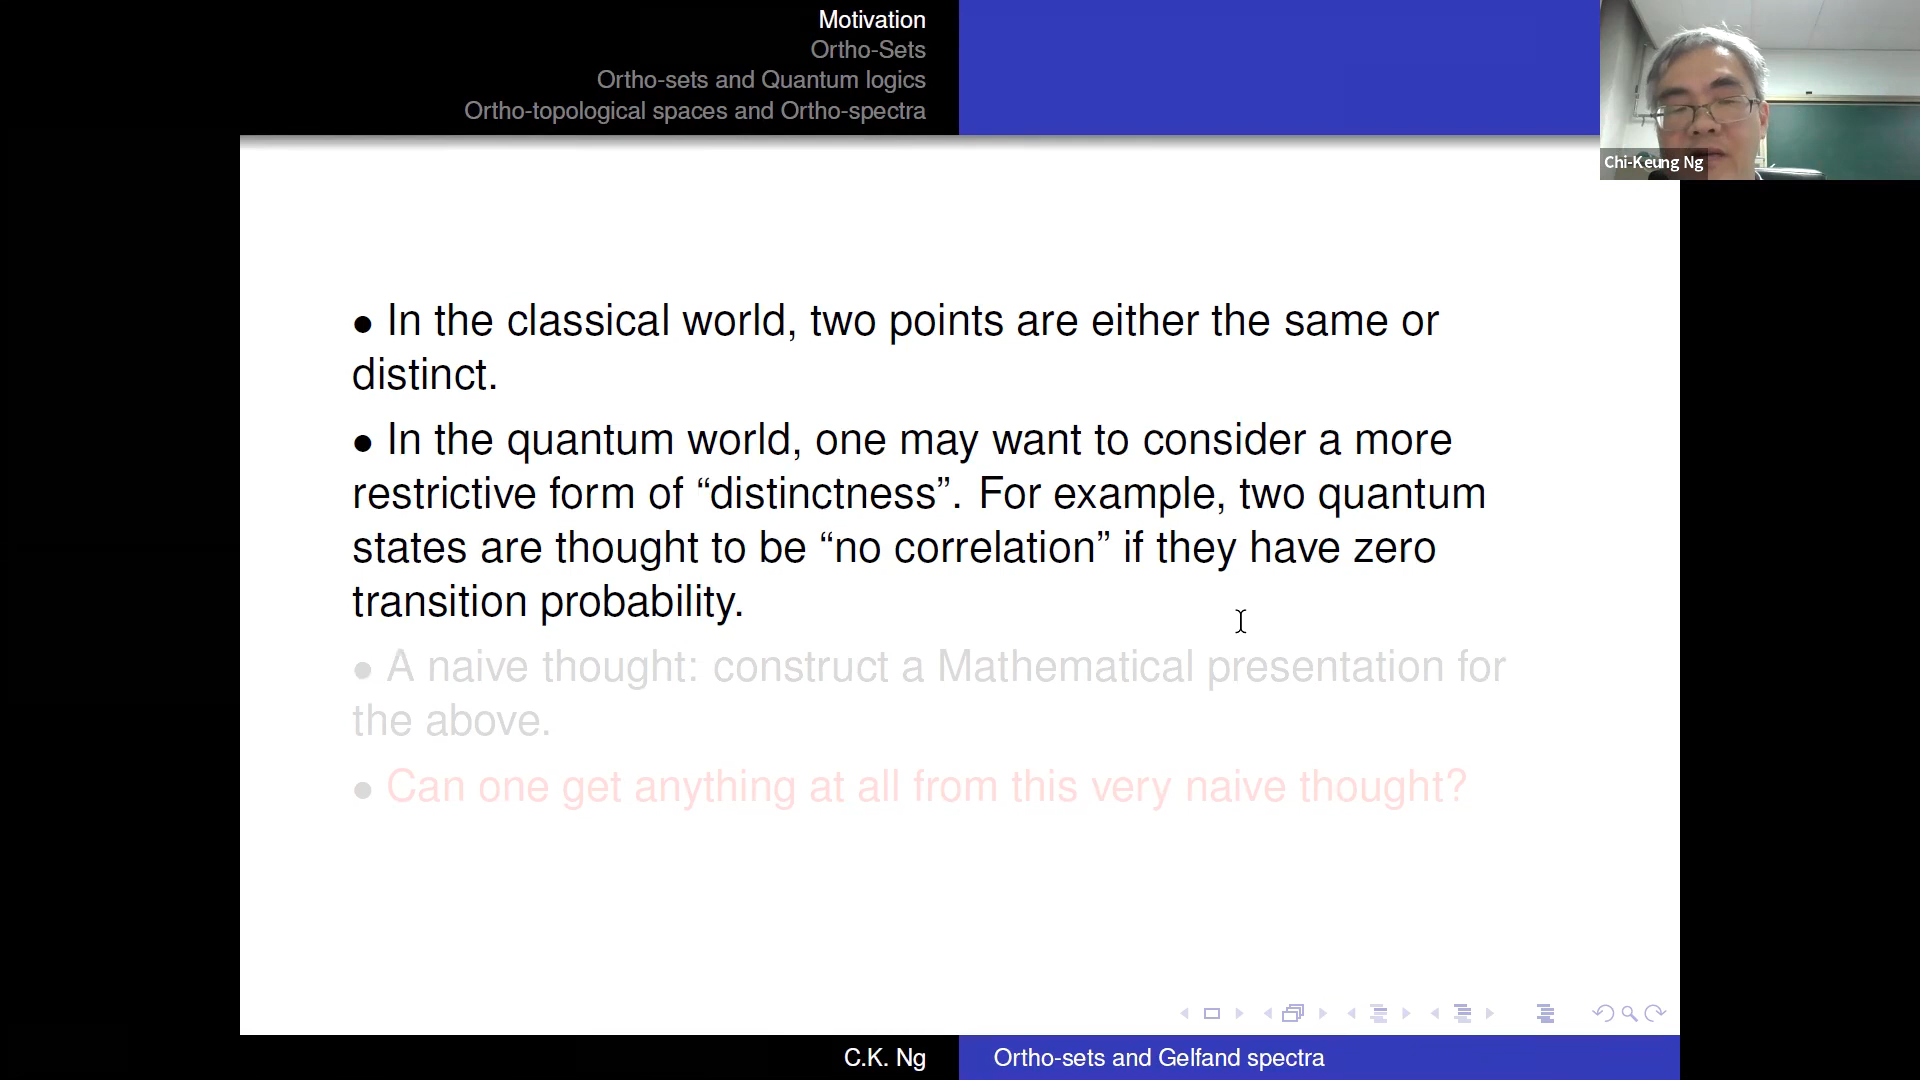 Motivation
Ortho-Sets
Ortho-sets and Quantum logics
Ortho-topological spaces and Ortho-spectra
Chi-Keung Ng
• In the classical world, two points are either the same or
distinct.
• In the quantum world, one may want to consider a more
restrictive form of “distinctness”. For example, two quantum
states are thought to be “no correlation” if they have zero
transition probability.
• A naive thought: construct a Mathematical presentation for
the above.
• Can one get anything at all from this very naive thought?
C.K. Ng
Ortho-sets and Gelfand spectra